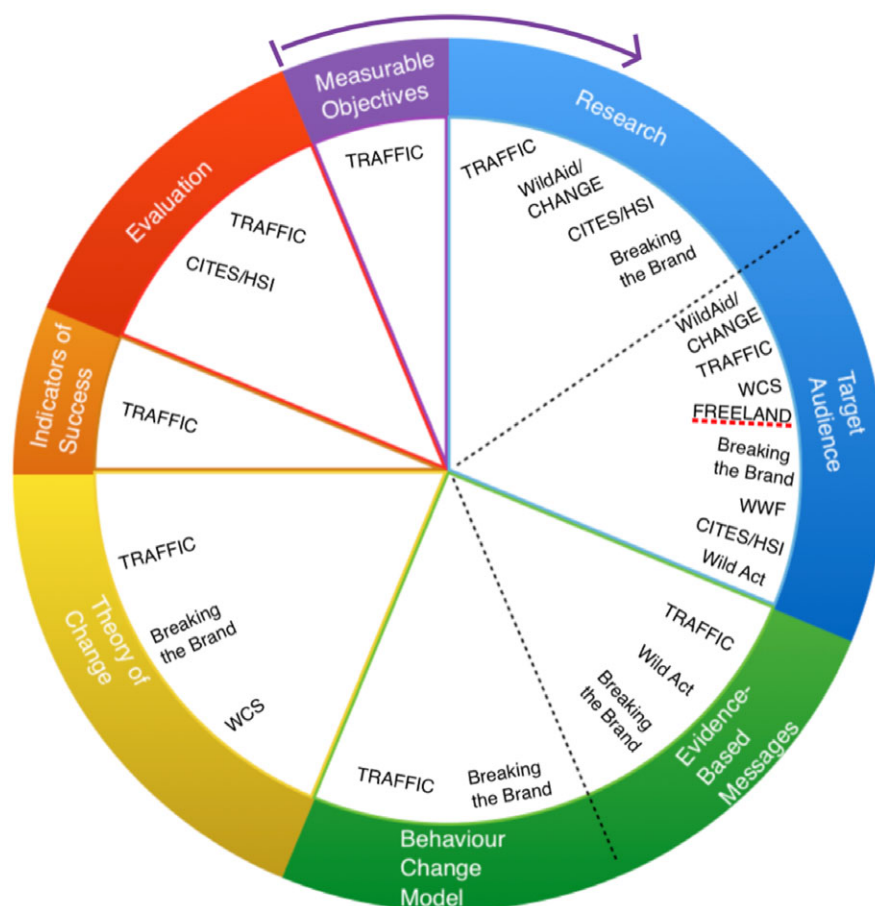 Measurable
Objectives
TRAFFIC
Research
TRAFFIC
WildAid/
CHANGE
CITES/HSI
Breaking
the Brand
Target
Audience
WildAid/
CHANGE
TRAFFIC
WCS
FREELAND
Breaking
the Brand
WWF
CITES/HSI
Wild Act
Evidence-
Based
Messages
TRAFFIC
Wild Act
Breaking
the Brand
Behaviour
Change
Model
TRAFFIC
Breaking
the Brand
Theory of
Change
TRAFFIC
Breaking
the Brand
WCS
Indicators of
Success
TRAFFIC
Evaluation
TRAFFIC
CITES/HSI